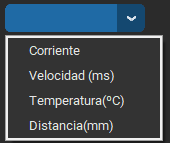 Corriente
Velocidad (ms)
Temperatura(ºC)
Distancia(mm)